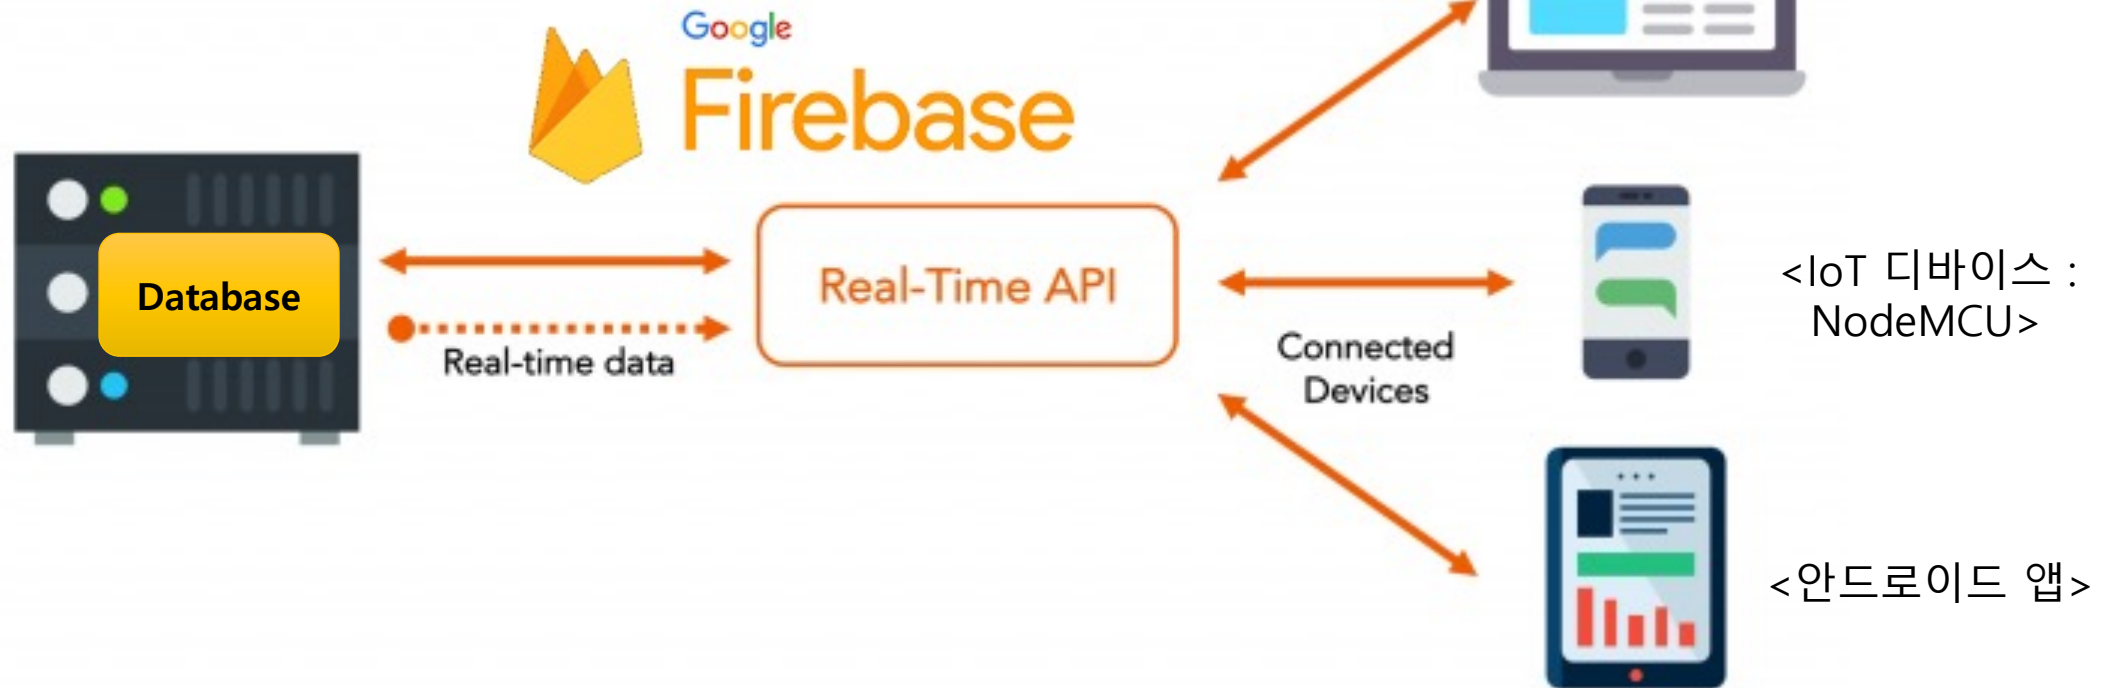 Google
Firebase
Database
Real-Time API
Real-time data
Connected
Devices
<IoT 디바이스 :
NodeMCU>
<안드로이드 앱>